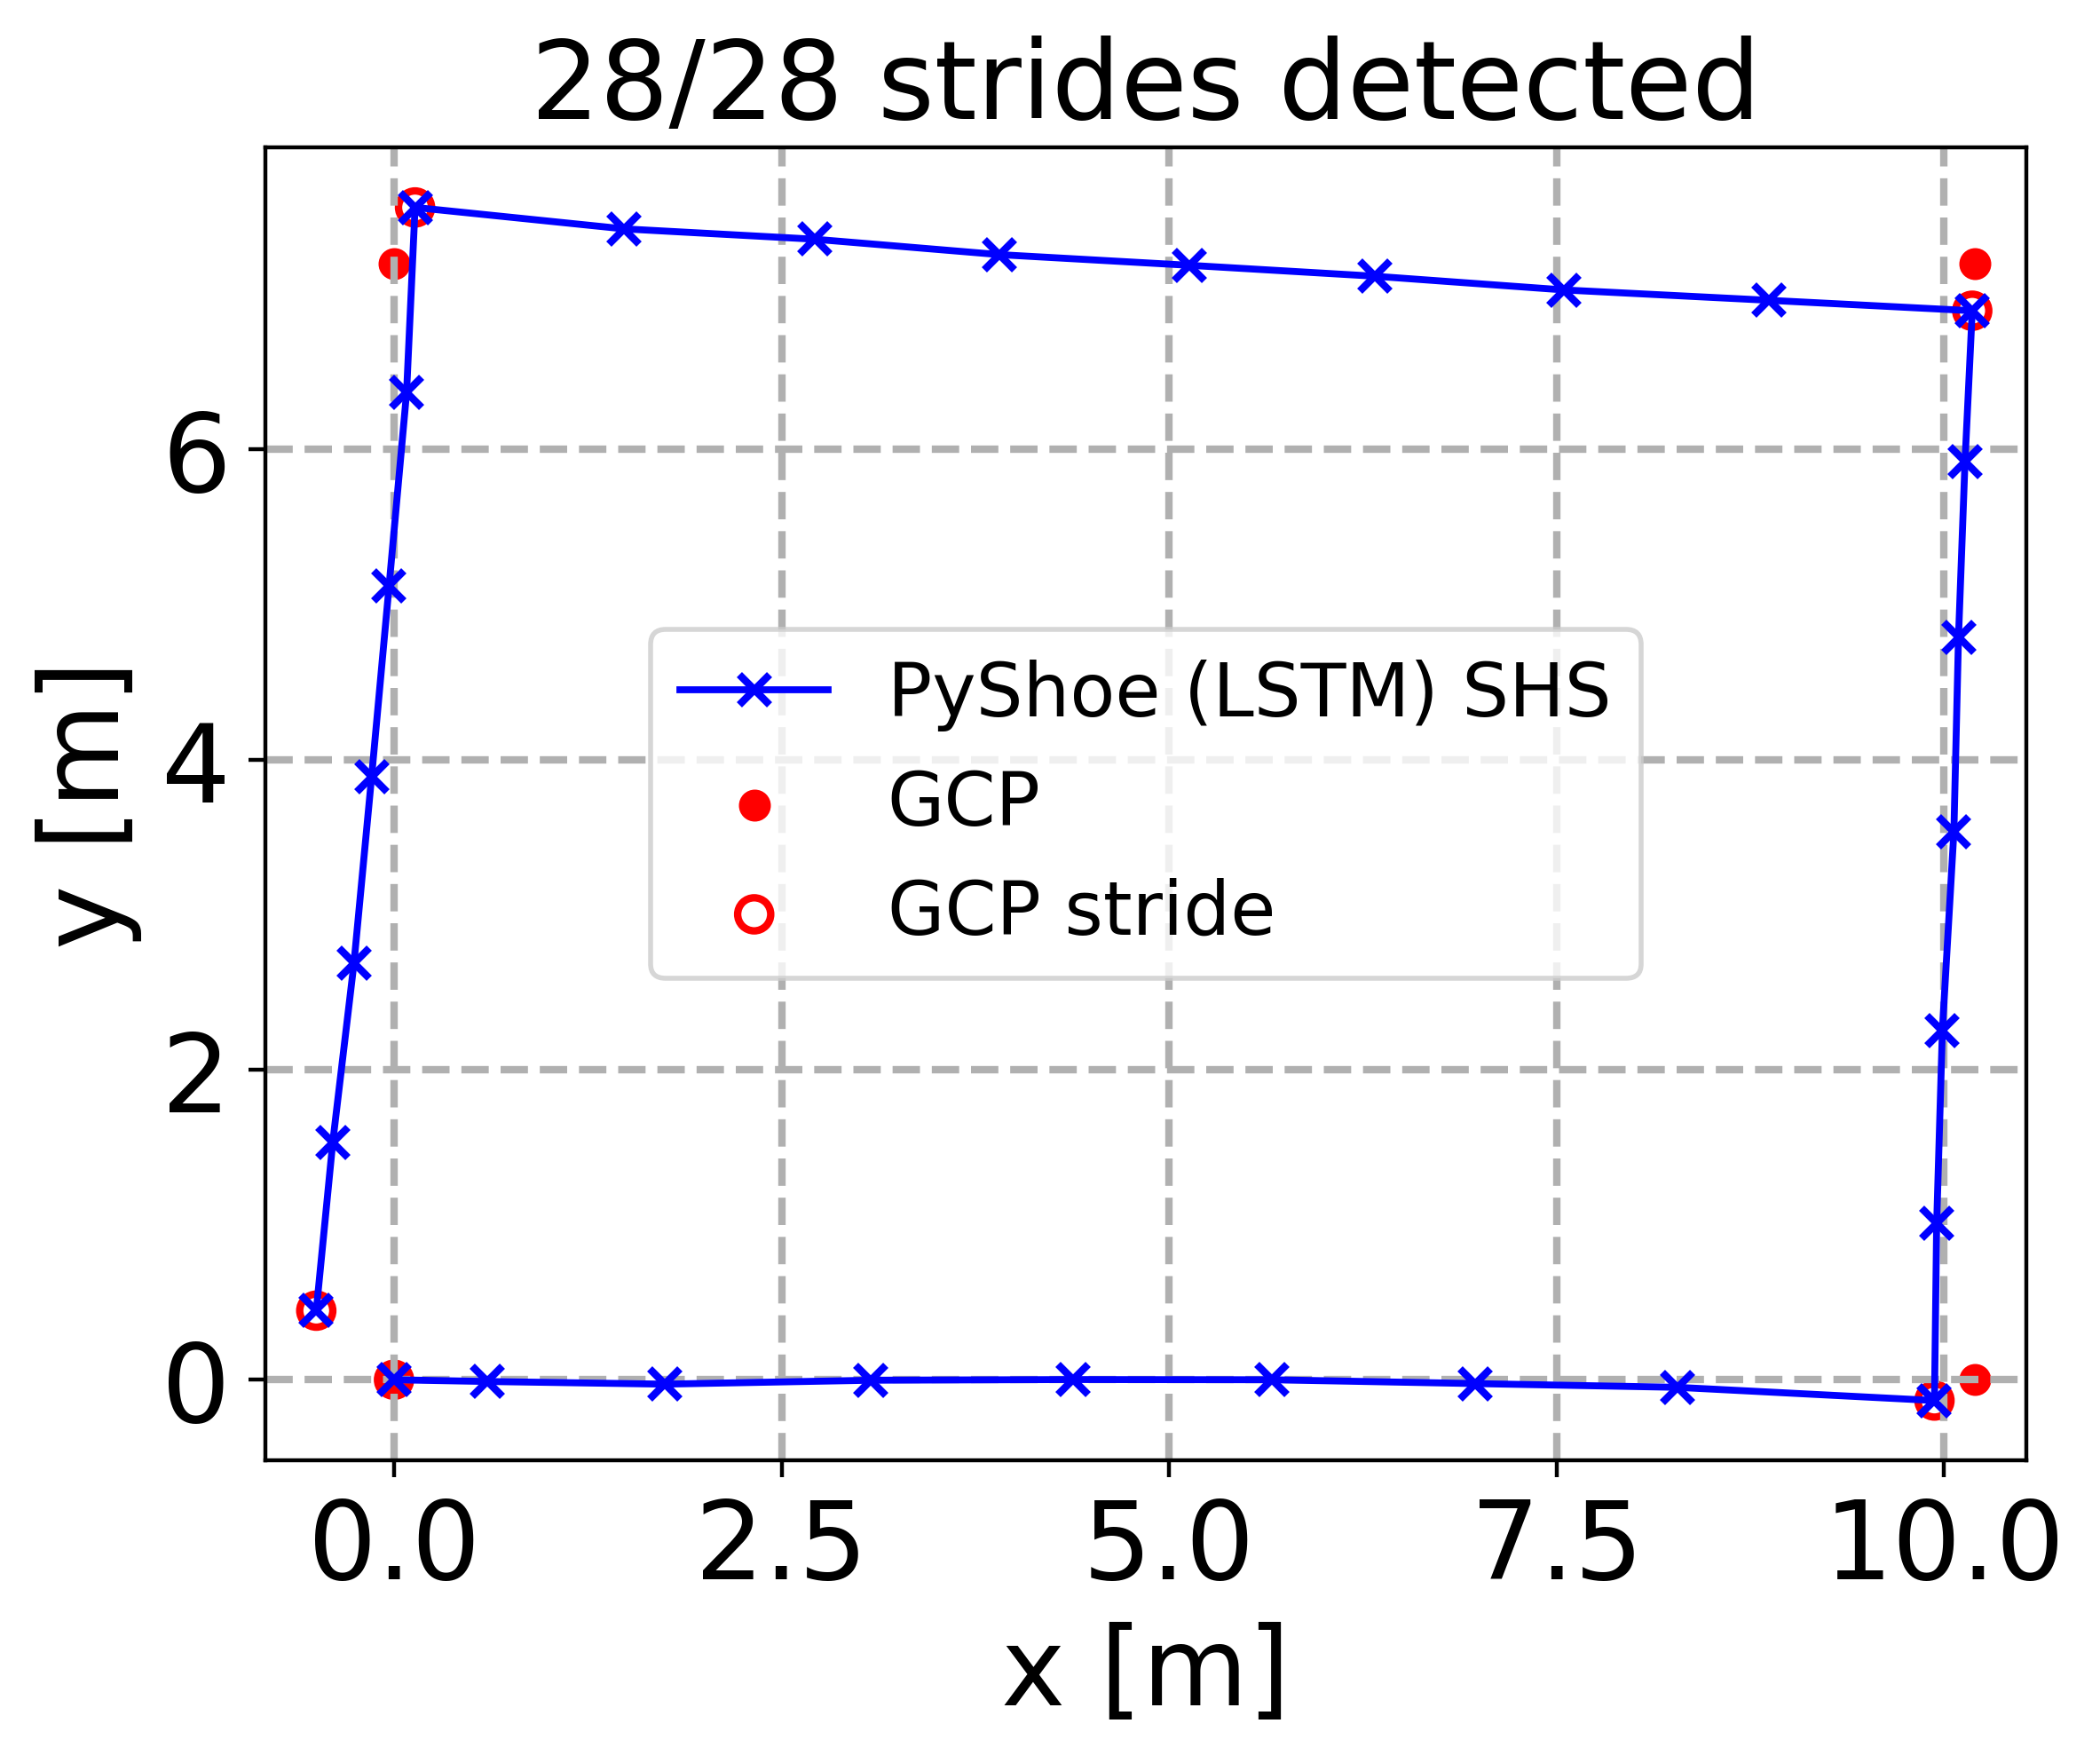 28/28 strides detected
y [m]
6
4
2
0
PyShoe (LSTM) SHS
GCP
GCP stride
0.0 2.5 5.0 7.5 10.0
x [m]